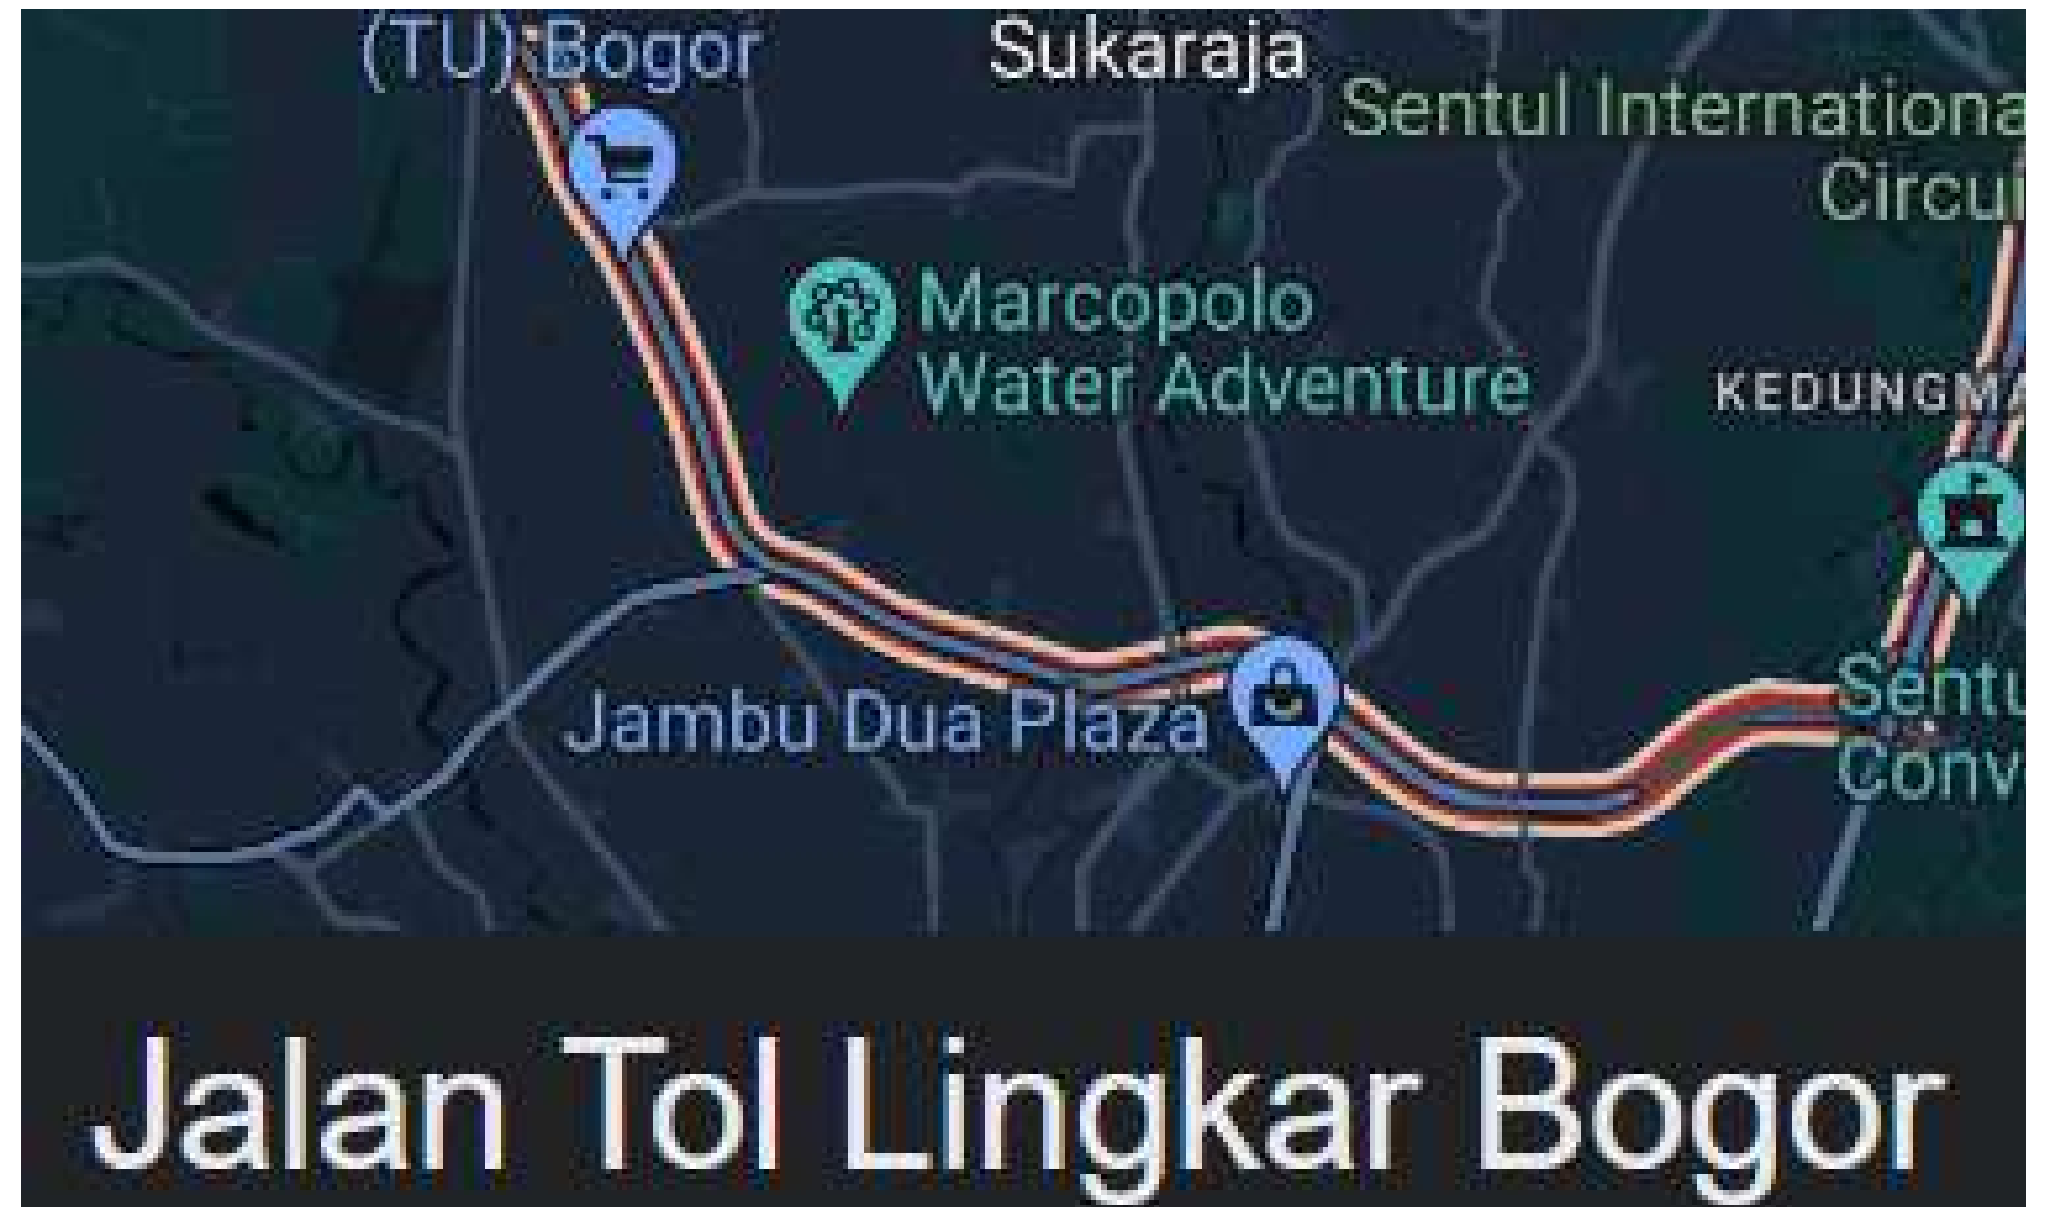 (TU) Bogor
Sukaraja
Sentul Internationa
Circui
Marcopolo
Water Adventure
KEDUNGMA
Jambu Dua Plaza
Sentu
Conv
Jalan Tol Lingkar Bogor